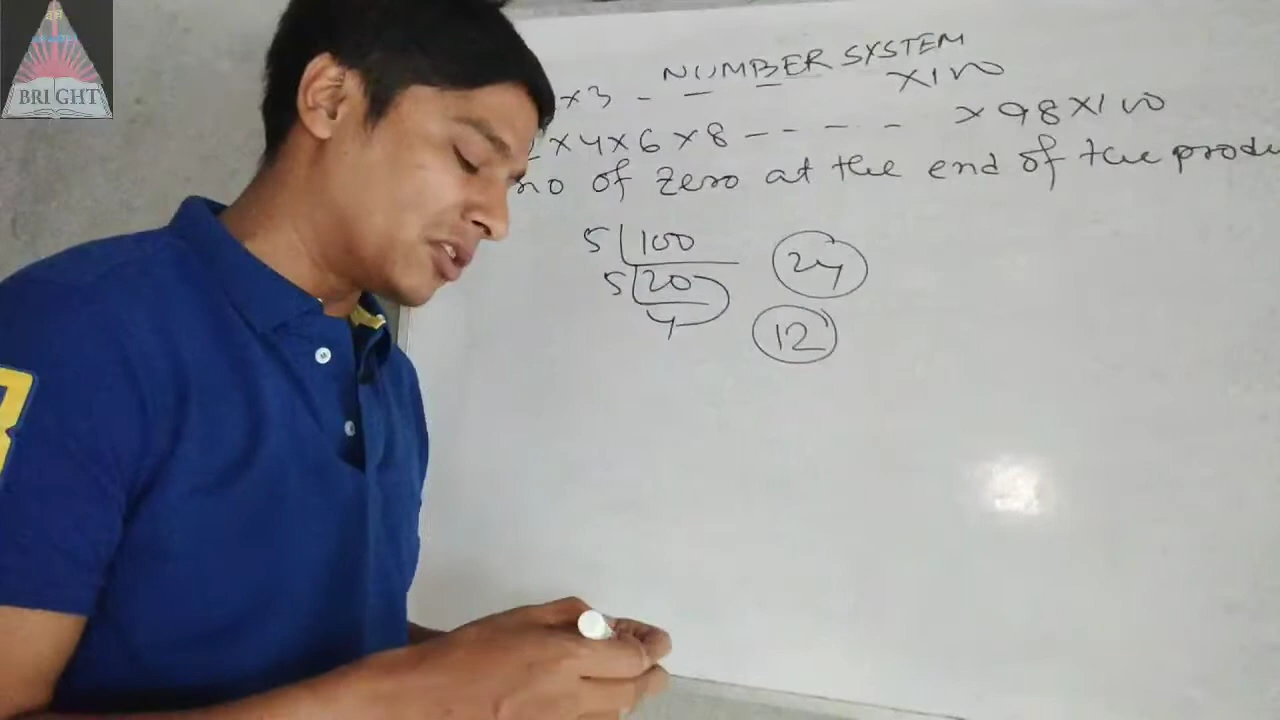 BRIGHT
NUMBER SYSTEM
×3 - - - ×100
2×4×6×8 - - - - - ×98×100
no of zero at the end of the produ
5 100 24
5 20
4 12